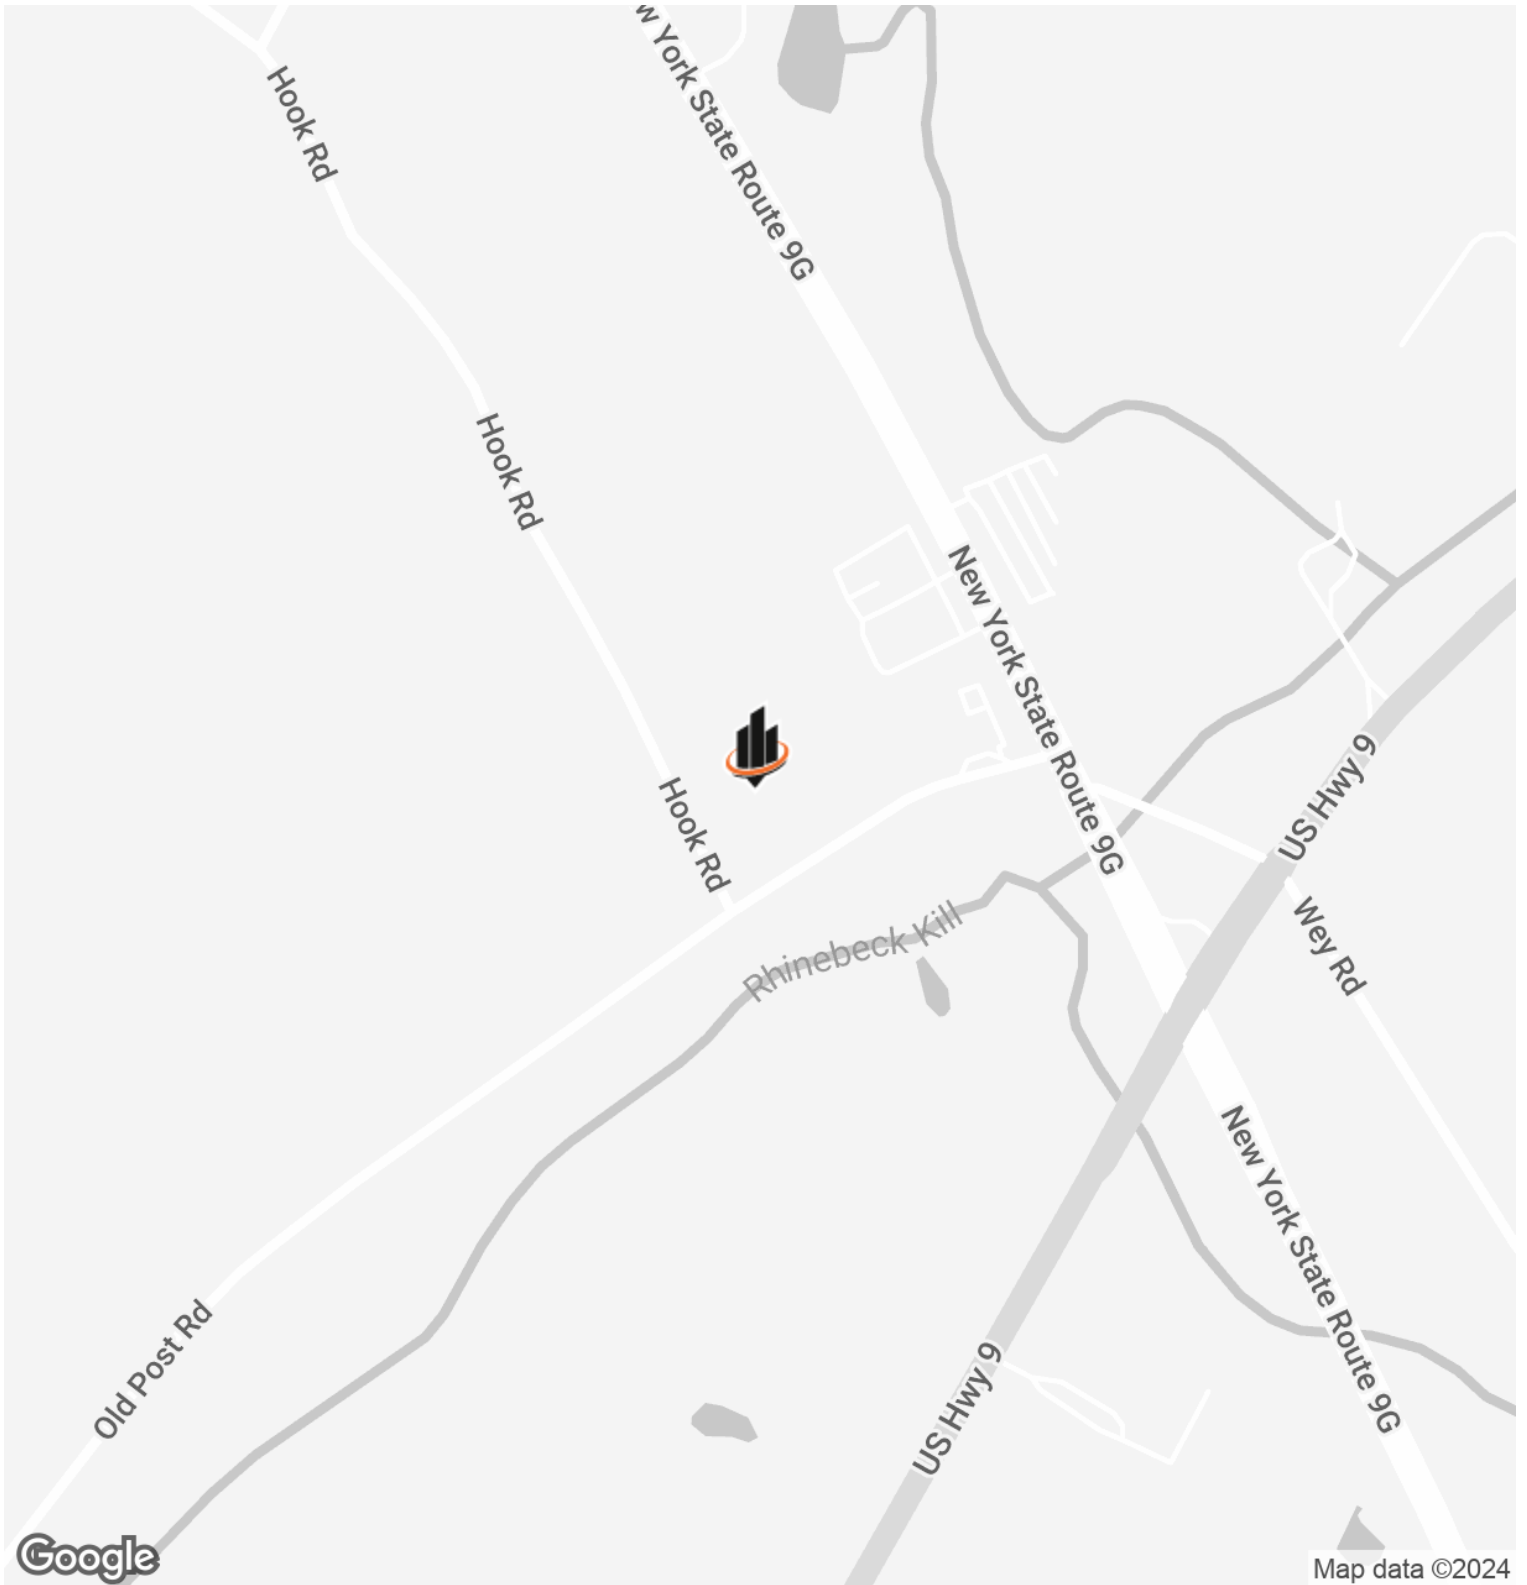 Hook Rd
w York State Route 9G
Hook Rd
New York State Route 9G
Hook Rd
US Hwy 9
Rhinebeck Kill
Wey Rd
New York State Route 9G
Old Post Rd
US Hwy 9
Google
Map data ©2024